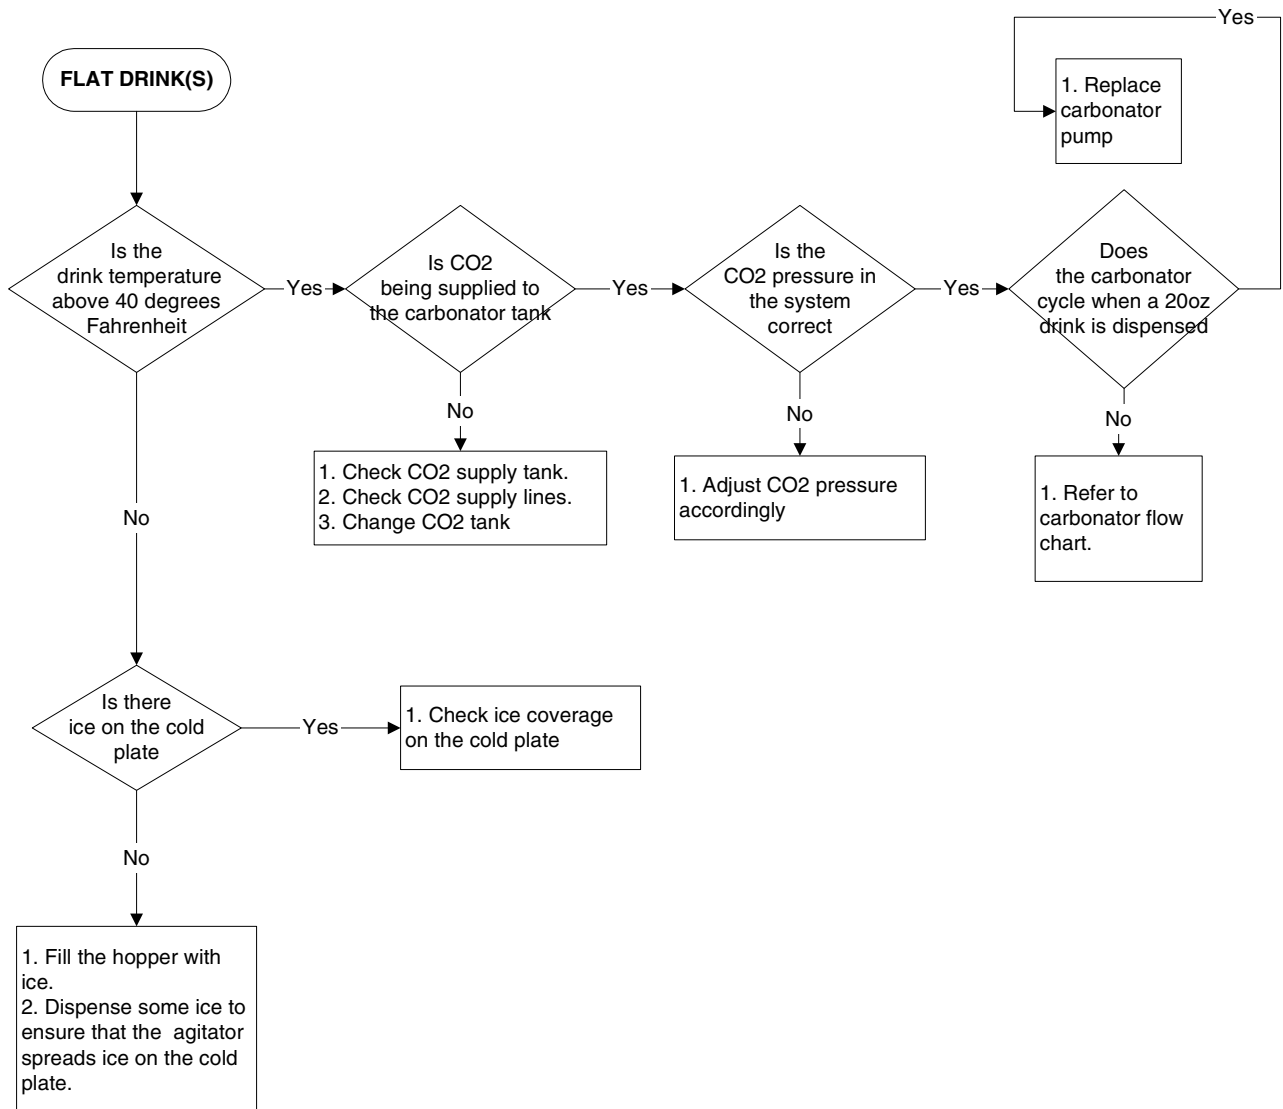 FLAT DRINK(S)
Is the
drink temperature
above 40 degrees
Fahrenheit
Yes
Is CO2
being supplied to
the carbonator tank
Yes
Is the
CO2 pressure in
the system
correct
Yes
Does
the carbonator
cycle when a 20oz
drink is dispensed
Yes
1. Replace
carbonator
pump
No
1. Check CO2 supply tank.
2. Check CO2 supply lines.
3. Change CO2 tank
No
1. Adjust CO2 pressure
accordingly
No
1. Refer to
carbonator flow
chart.
No
Is there
ice on the cold
plate
Yes
1. Check ice coverage
on the cold plate
No
1. Fill the hopper with
ice.
2. Dispense some ice to
ensure that the  agitator
spreads ice on the cold
plate.